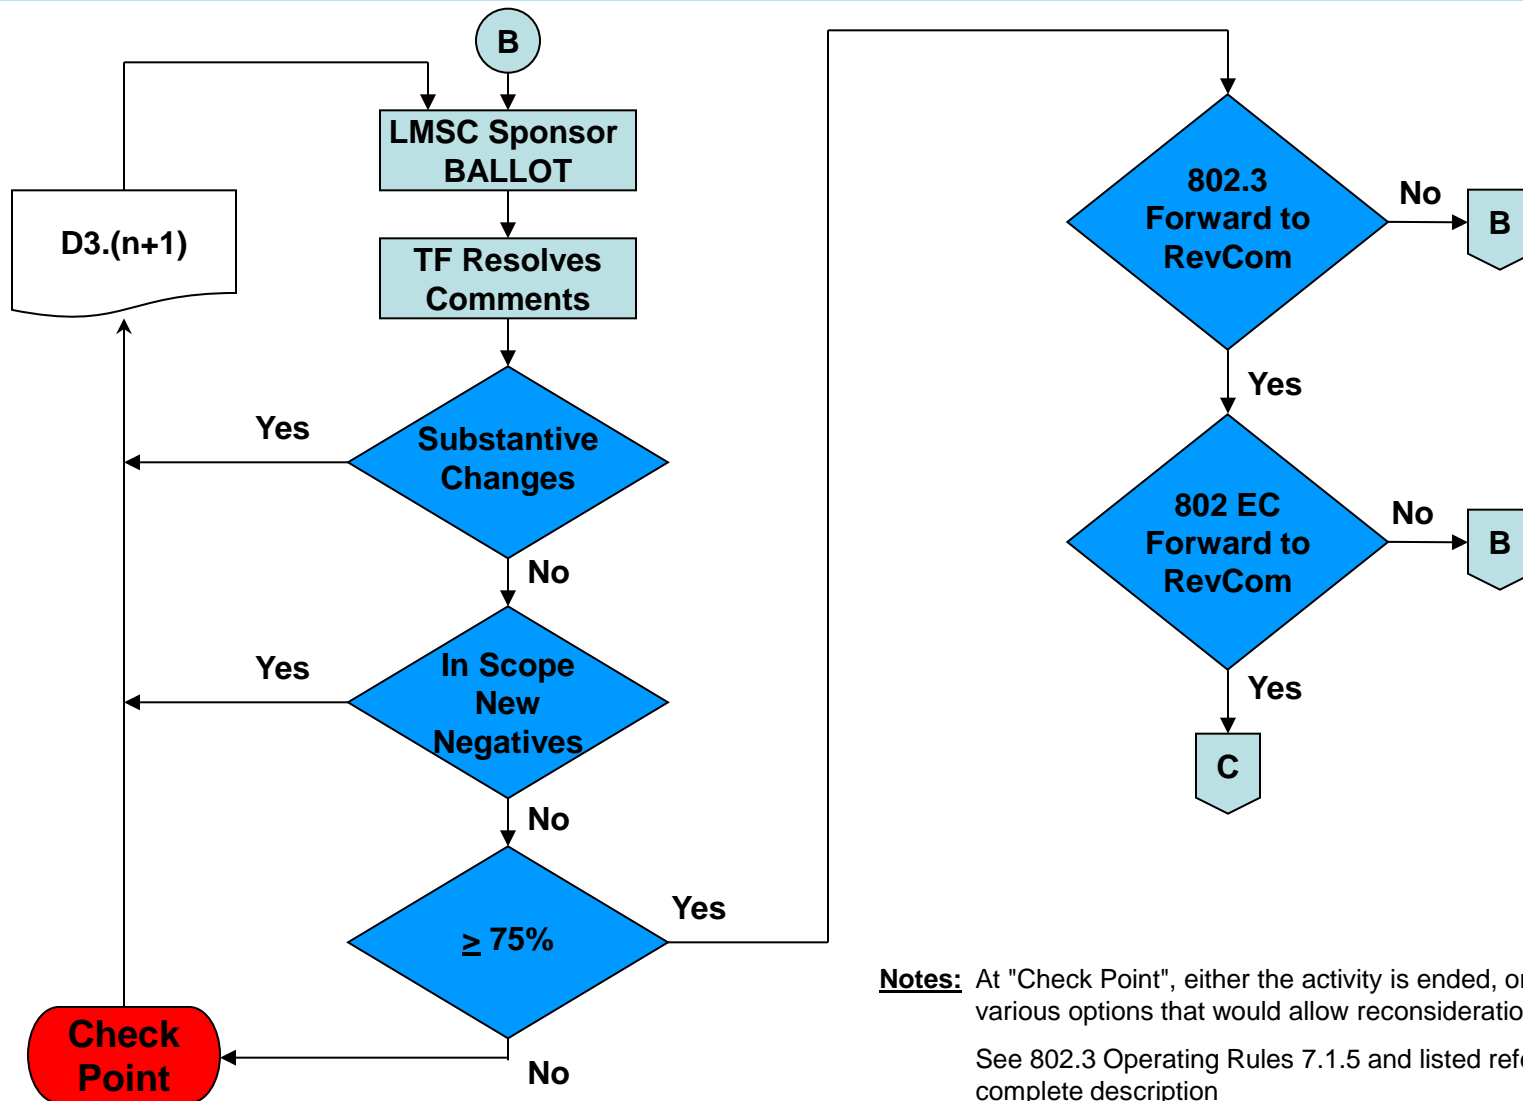 B
LMSC Sponsor
BALLOT
D3.(n+1)
TF Resolves
Comments
Yes
Substantive
Changes
No
Yes
In Scope
New
Negatives
No
≥ 75%
Yes
Check
Point
No
802.3
Forward to
RevCom
No
B
Yes
802 EC
Forward to
RevCom
No
B
Yes
C
Notes: At "Check Point", either the activity is ended, or
various options that would allow
See 802.3 Operating Rules 7.1.5 and listed
complete description